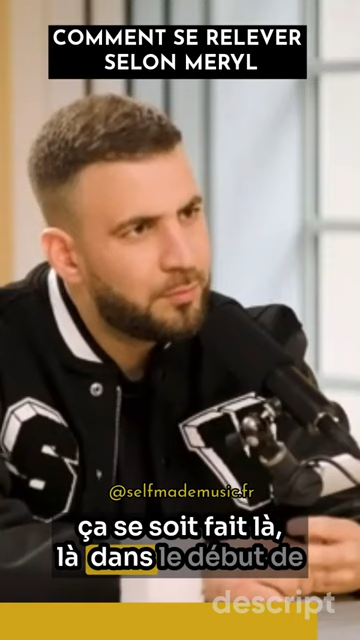 COMMENT SE RELEVER
SELON MERYL
S
@selfmademusic.fr
ça se soit fait là,
là dans le début de
descript